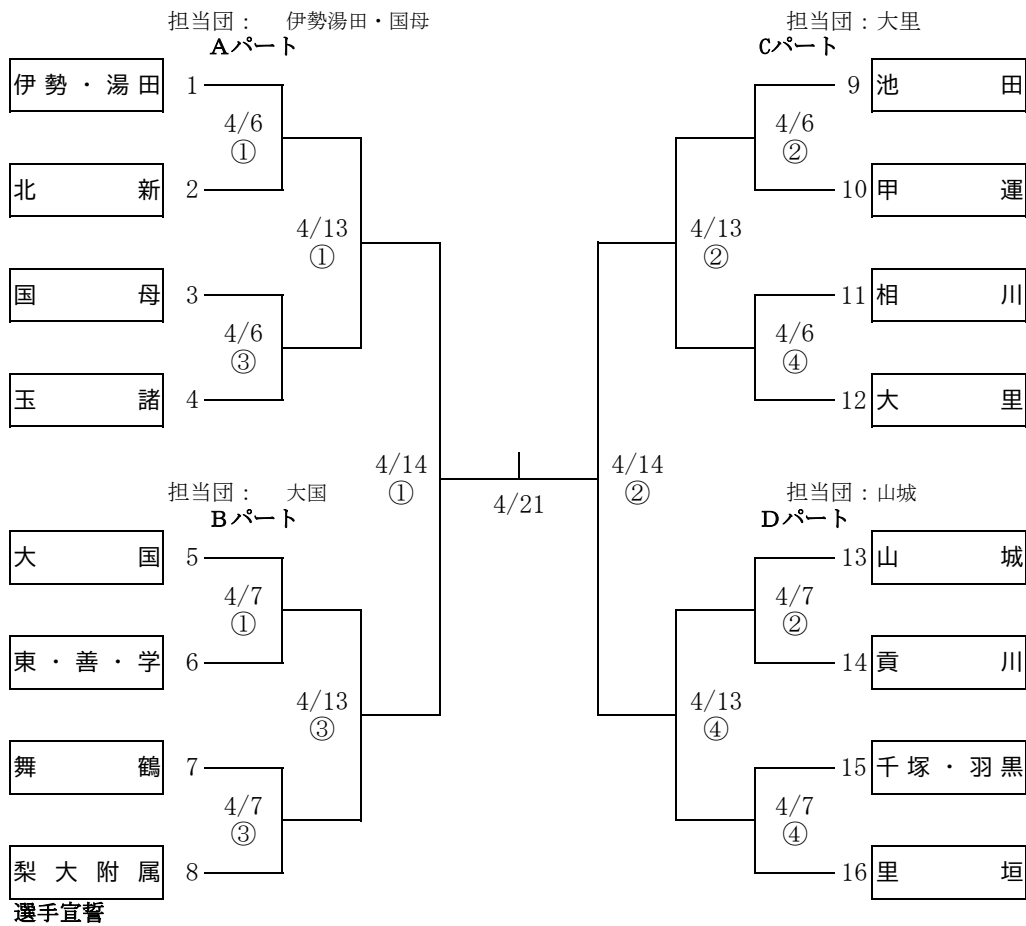 担当団： 伊勢湯田・国母
Aパート
伊勢・湯田 1
4/6
①
北新 2
4/13
①
国母 3
4/6
③
玉諸 4
4/14
①
担当団： 大国
Bパート
大国 5
4/7
①
東・善・学 6
4/13
③
舞鶴 7
4/7
③
梨大附属 8
選手宣誓
4/21
担当団：大里
Cパート
9 池田
4/6
②
10 甲運
4/13
②
11 相川
4/6
④
12 大里
4/14
②
担当団：山城
Dパート
13 山城
4/7
②
14 貢川
4/13
④
15 千塚・羽黒
4/7
④
16 里垣